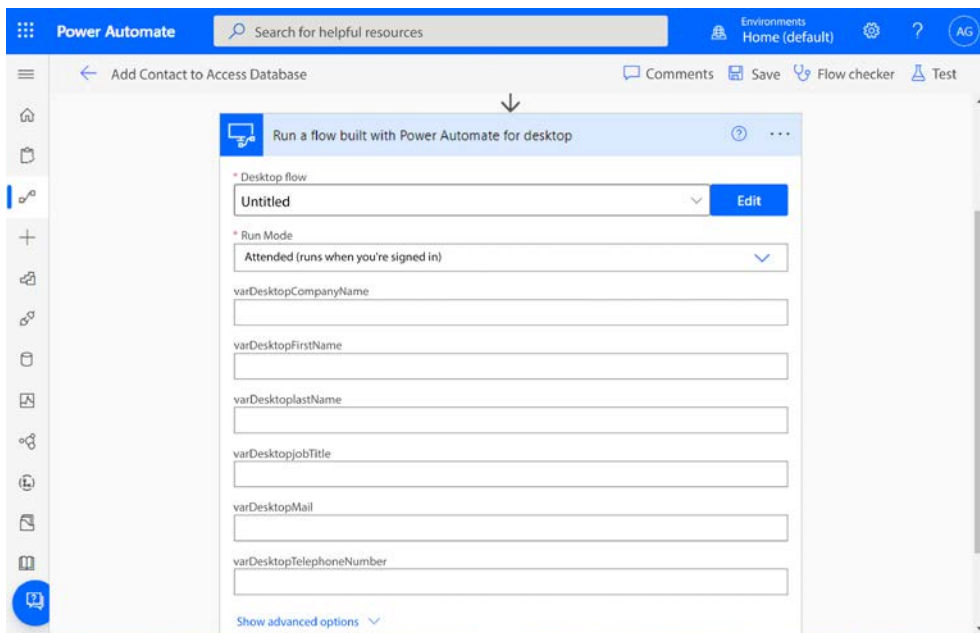 Power Automate
Search for helpful resources
Environments
Home (default)
?
AG
Add Contact to Access Database
Comments
Save
Flow checker
Test
Run a flow built with Power Automate for desktop
?
...
* Desktop flow
Untitled
Edit
* Run Mode
Attended (runs when you're signed in)
varDesktopCompanyName
varDesktopFirstName
varDesktoplastName
varDesktopjobTitle
varDesktopMail
varDesktopTelephoneNumber
Show advanced options